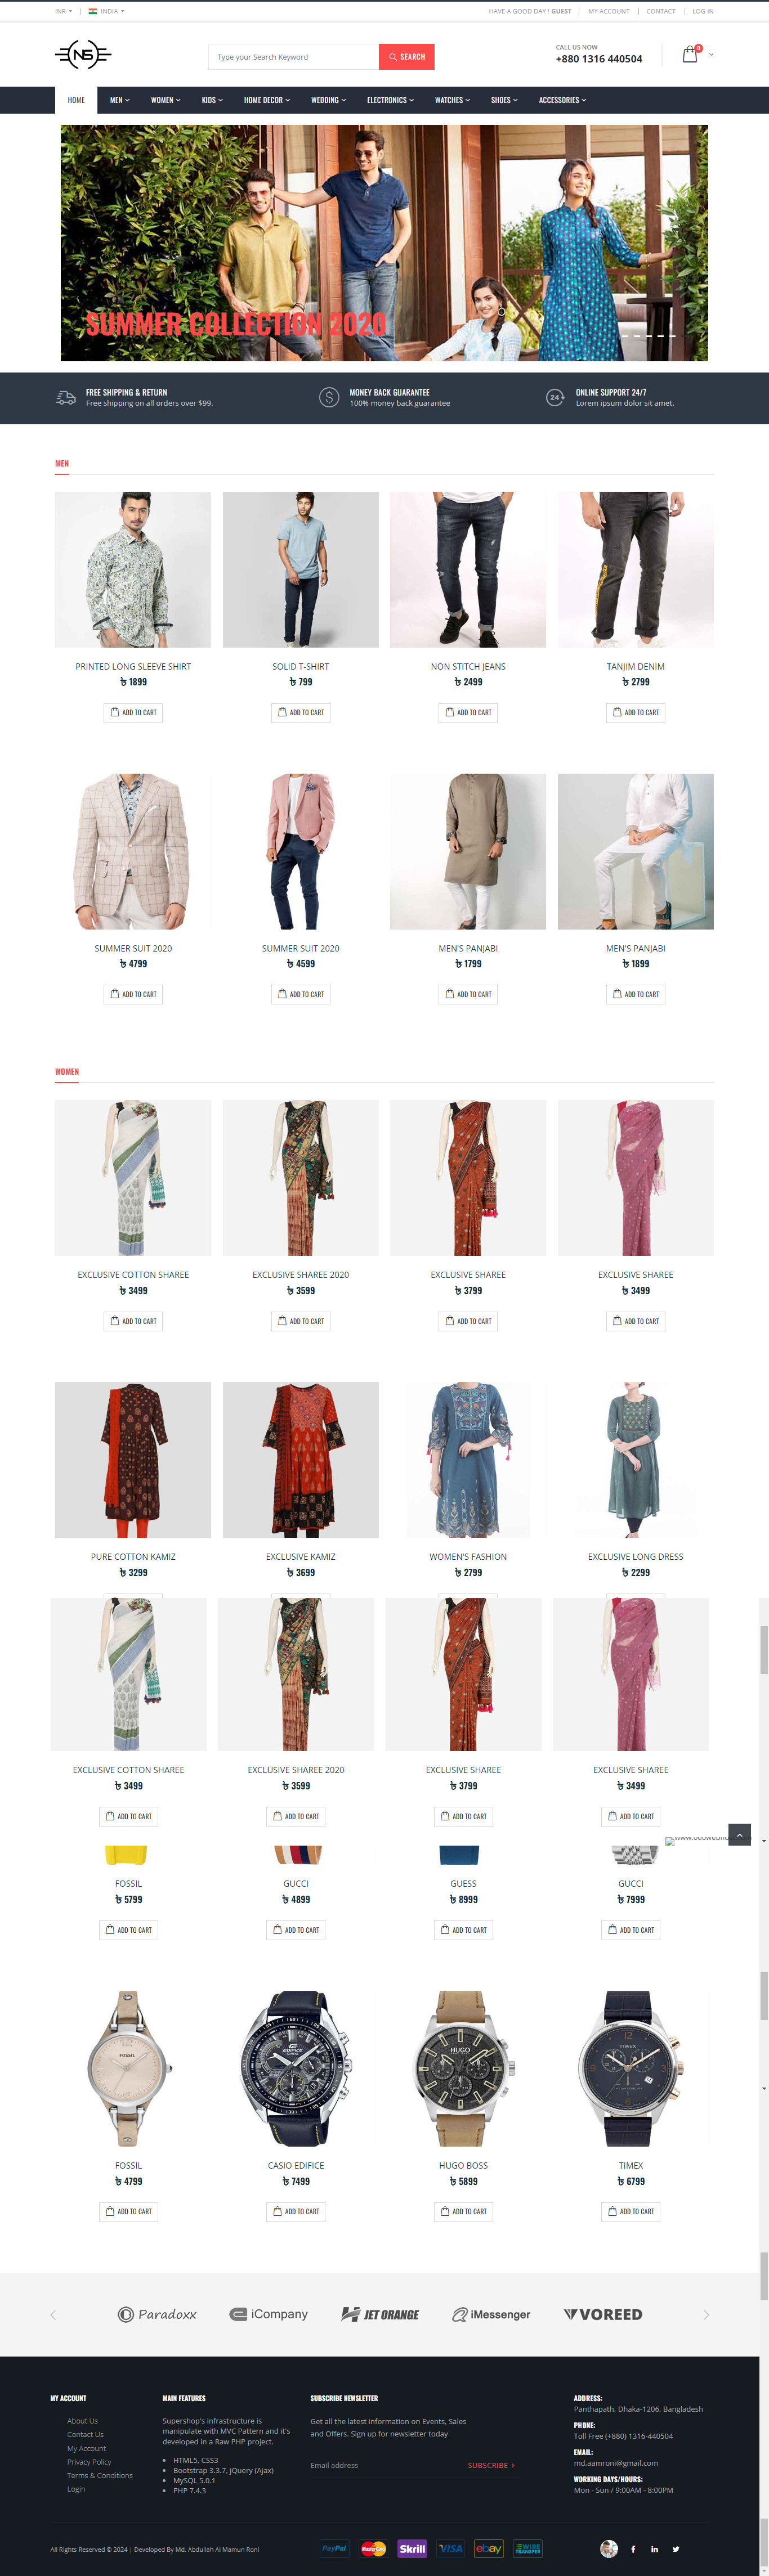 INR
INDIA
HAVE A GOOD DAY ! GUEST
MY ACCOUNT
CONTACT
LOG IN
NS
Type your Search Keyword
SEARCH
CALL US NOW
+880 1316 440504
0
HOME
MEN
WOMEN
KIDS
HOME DECOR
WEDDING
ELECTRONICS
WATCHES
SHOES
ACCESSORIES
SUMMER COLLECTION 2020
FREE SHIPPING & RETURN
Free shipping on all orders over $99.
MONEY BACK GUARANTEE
100% money back guarantee
24
ONLINE SUPPORT 24/7
Lorem ipsum dolor sit amet.
MEN
PRINTED LONG SLEEVE SHIRT
৳ 1899
ADD TO CART
SOLID T-SHIRT
৳ 799
ADD TO CART
NON STITCH JEANS
৳ 2499
ADD TO CART
TANJIM DENIM
৳ 2799
ADD TO CART
SUMMER SUIT 2020
৳ 4799
ADD TO CART
SUMMER SUIT 2020
৳ 4599
ADD TO CART
MEN'S PANJABI
৳ 1799
ADD TO CART
MEN'S PANJABI
৳ 1899
ADD TO CART
WOMEN
EXCLUSIVE COTTON SHAREE
৳ 3499
ADD TO CART
EXCLUSIVE SHAREE 2020
৳ 3599
ADD TO CART
EXCLUSIVE SHAREE
৳ 3799
ADD TO CART
EXCLUSIVE SHAREE
৳ 3499
ADD TO CART
PURE COTTON KAMIZ
৳ 3299
EXCLUSIVE KAMIZ
৳ 3699
WOMEN'S FASHION
৳ 2799
EXCLUSIVE LONG DRESS
৳ 2299
EXCLUSIVE COTTON SHAREE
৳ 3499
ADD TO CART
EXCLUSIVE SHAREE 2020
৳ 3599
ADD TO CART
EXCLUSIVE SHAREE
৳ 3799
ADD TO CART
EXCLUSIVE SHAREE
৳ 3499
ADD TO CART
FOSSIL
৳ 5799
ADD TO CART
GUCCI
৳ 4899
ADD TO CART
GUESS
৳ 8999
ADD TO CART
GUCCI
৳ 7999
ADD TO CART
FOSSIL
EDIFICE
HUGO
TIMEX
FOSSIL
৳ 4799
ADD TO CART
CASIO EDIFICE
৳ 7499
ADD TO CART
HUGO BOSS
৳ 5899
ADD TO CART
TIMEX
৳ 6799
ADD TO CART
Paradoxx
iCompany
JET ORANGE
iMessenger
VOREED
MY ACCOUNT
About Us
Contact Us
My Account
Privacy Policy
Terms & Conditions
Login
MAIN FEATURES
Supershop's infrastructure is
manipulate with MVC Pattern and it's
developed in a Raw PHP project.
HTML5, CSS3
Bootstrap 3.3.7, jQuery (Ajax)
MySQL 5.0.1
PHP 7.4.3
SUBSCRIBE NEWSLETTER
Get all the latest information on Events, Sales
and Offers. Sign up for newsletter today
Email address
SUBSCRIBE
ADDRESS:
Panthapath, Dhaka-1206, Bangladesh
PHONE:
Toll Free (+880) 1316-440504
EMAIL:
md.aamroni@gmail.com
WORKING DAYS/HOURS:
Mon - Sun / 9:00AM - 8:00PM
All Rights Reserved © 2024 | Developed By Md. Abdullah Al Mamun Roni
PayPal
MasterCard
Skrill
VISA
ebay
WIRE
TRANSFER